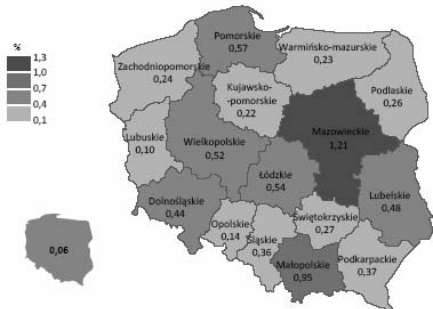 %
1,3
1,0
0,7
0,4
0,1
Pomorskie
0,57
Warmińsko-mazurskie
0,23
Zachodniopomorskie
0,24
Kujawsko-
-pomorskie
0,22
Podlaskie
0,26
Mazowieckie
1,21
Lubuskie
0,10
Wielkopolskie
0,52
Łódzkie
0,54
Lubelskie
0,48
Dolnośląskie
0,44
Opolskie
0,14
Śląskie
0,36
Świętokrzyskie
0,27
Małopolskie
0,95
Podkarpackie
0,37
0,06